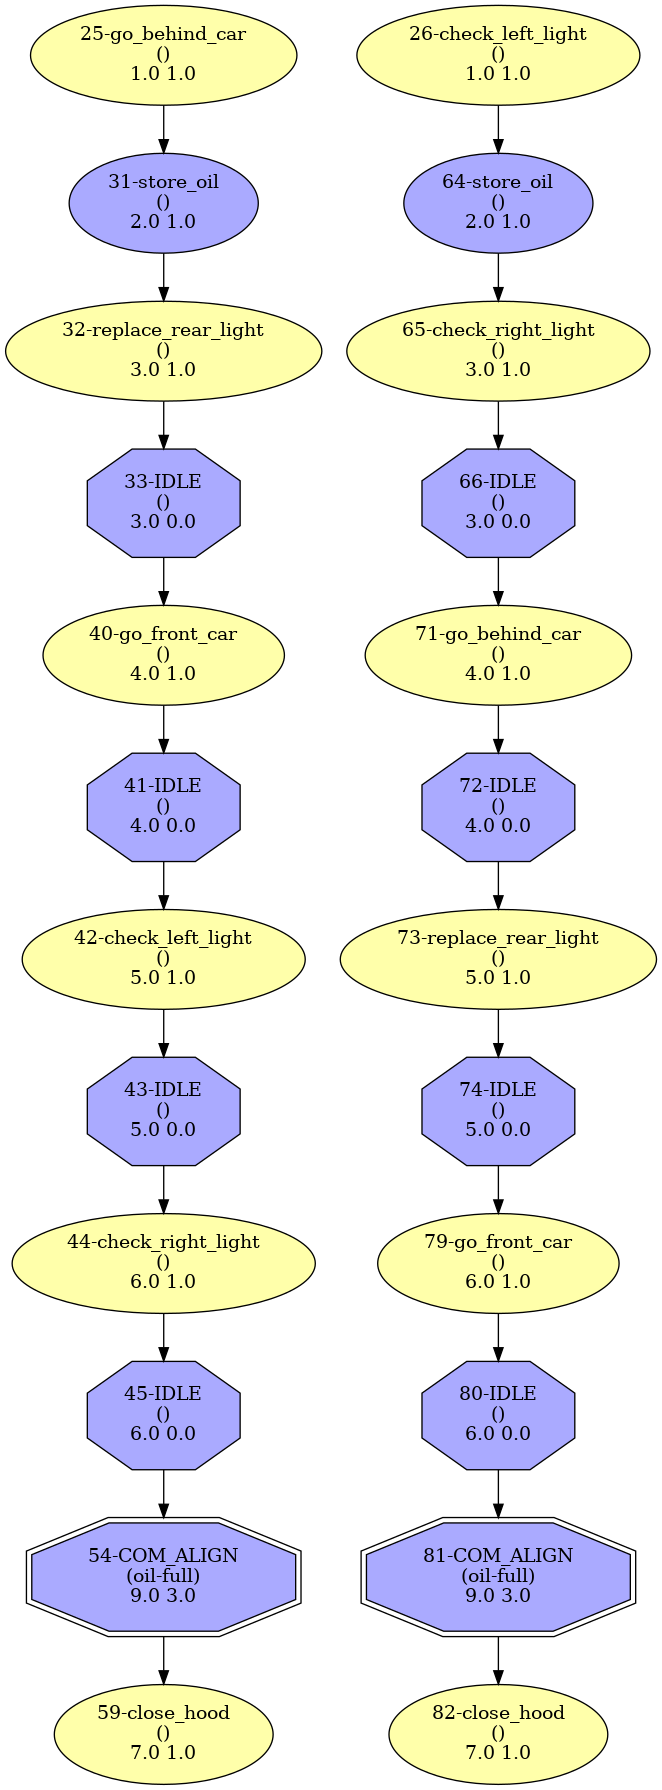 25-go_behind_car
()
1.0 1.0
26-check_left_light
()
1.0 1.0
31-store_oil
()
2.0 1.0
64-store_oil
()
2.0 1.0
32-replace_rear_light
()
3.0 1.0
65-check_right_light
()
3.0 1.0
33-IDLE
()
3.0 0.0
66-IDLE
()
3.0 0.0
40-go_front_car
()
4.0 1.0
71-go_behind_car
()
4.0 1.0
41-IDLE
()
4.0 0.0
72-IDLE
()
4.0 0.0
42-check_left_light
()
5.0 1.0
73-replace_rear_light
()
5.0 1.0
43-IDLE
()
5.0 0.0
74-IDLE
()
5.0 0.0
44-check_right_light
()
6.0 1.0
79-go_front_car
()
6.0 1.0
45-IDLE
()
6.0 0.0
80-IDLE
()
6.0 0.0
54-COM_ALIGN
(oil-full)
9.0 3.0
81-COM_ALIGN
(oil-full)
9.0 3.0
59-close_hood
()
7.0 1.0
82-close_hood
()
7.0 1.0